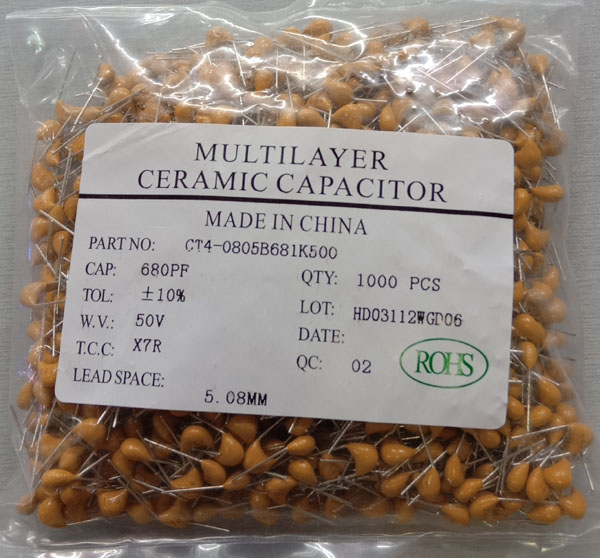 MULTILAYER
CERAMIC CAPACITOR
MADE IN CHINA
PART NO: CT4-0805B681K500
CAP: 680PF
QTY: 1000 PCS
TOL: ±10%
LOT: HD03112WGD06
W.V.: 50V
DATE:
T.C.C: X7R
QC: 02
ROHS
LEAD SPACE: 5.08MM